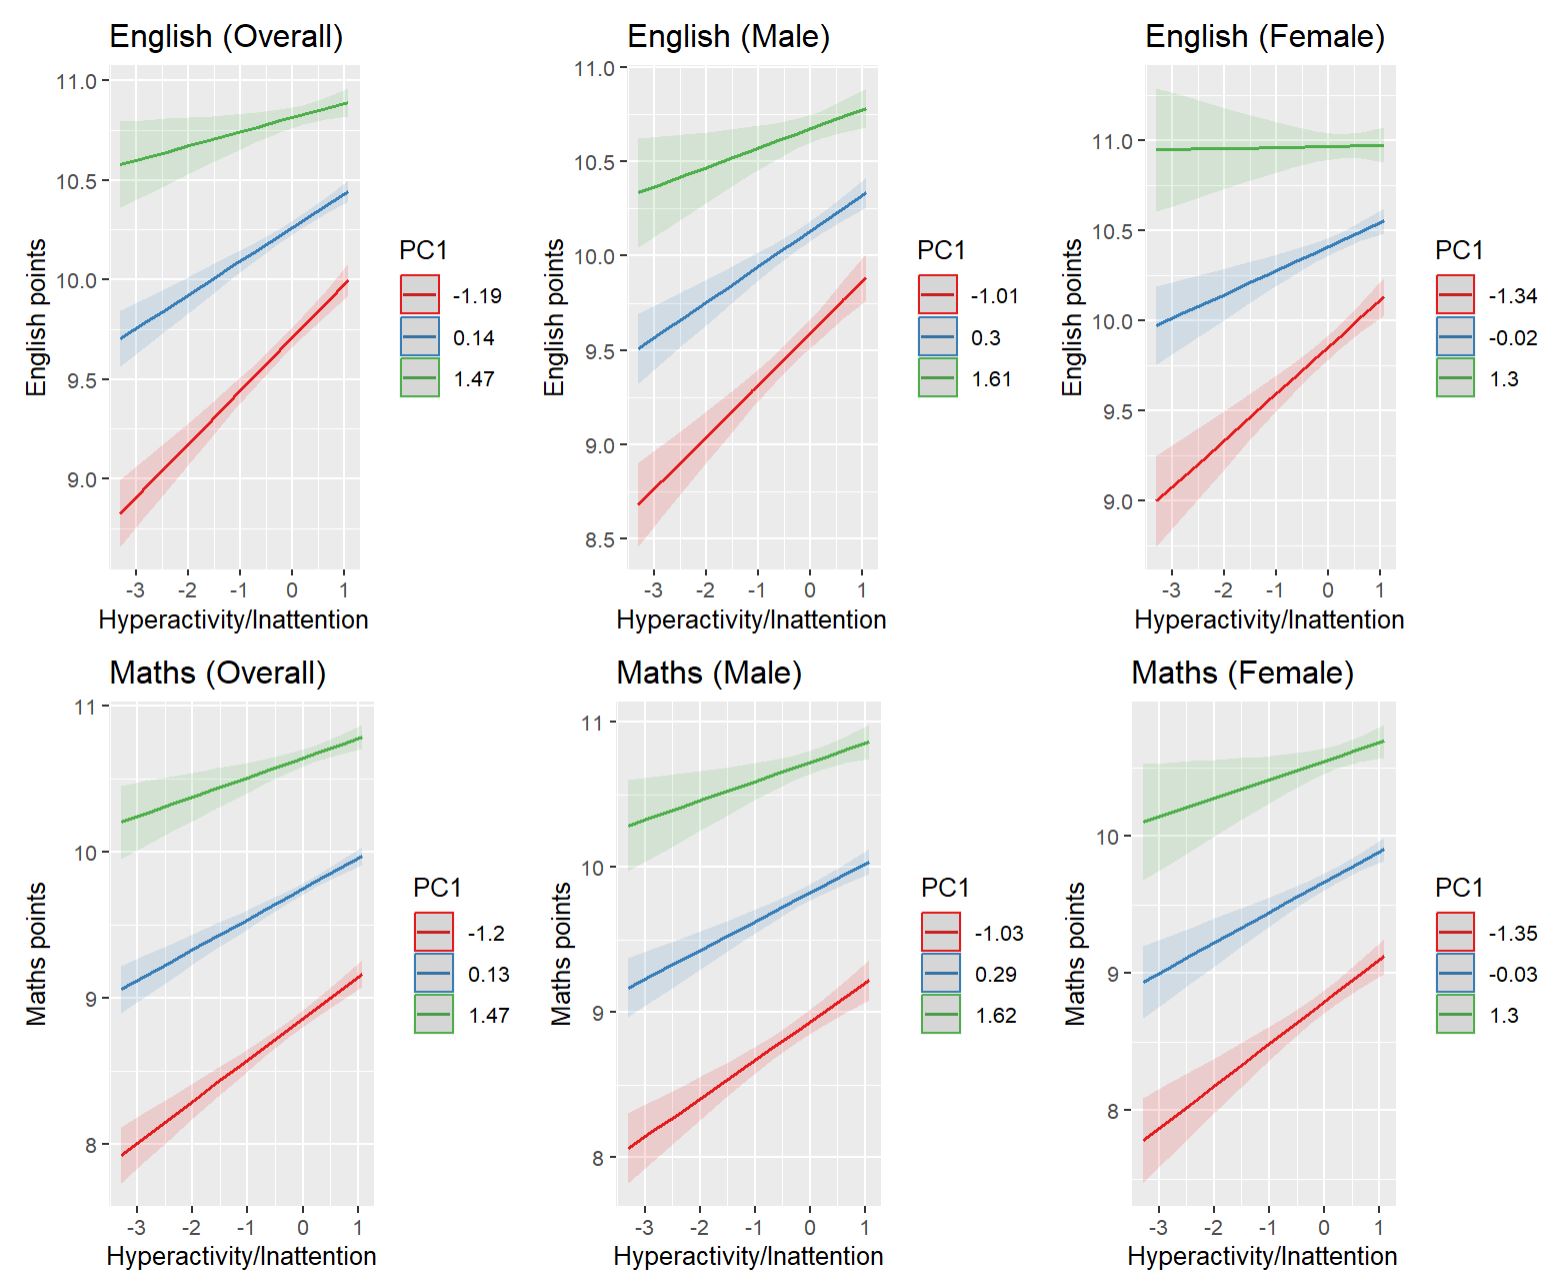 English (Overall)
English points
11.0
10.5
10.0
9.5
9.0
-3 -2 -1 0 1
Hyperactivity/Inattention
PC1
-1.19
0.14
1.47
English (Male)
English points
11.0
10.5
10.0
9.5
9.0
8.5
-3 -2 -1 0 1
Hyperactivity/Inattention
PC1
-1.01
0.3
1.61
English (Female)
English points
11.0
10.5
10.0
9.5
9.0
-3 -2 -1 0 1
Hyperactivity/Inattention
PC1
-1.34
-0.02
1.3
Maths (Overall)
Maths points
11
10
9
8
-3 -2 -1 0 1
Hyperactivity/Inattention
PC1
-1.2
0.13
1.47
Maths (Male)
Maths points
11
10
9
8
-3 -2 -1 0 1
Hyperactivity/Inattention
PC1
-1.03
0.29
1.62
Maths (Female)
Maths points
10
9
8
-3 -2 -1 0 1
Hyperactivity/Inattention
PC1
-1.35
-0.03
1.3